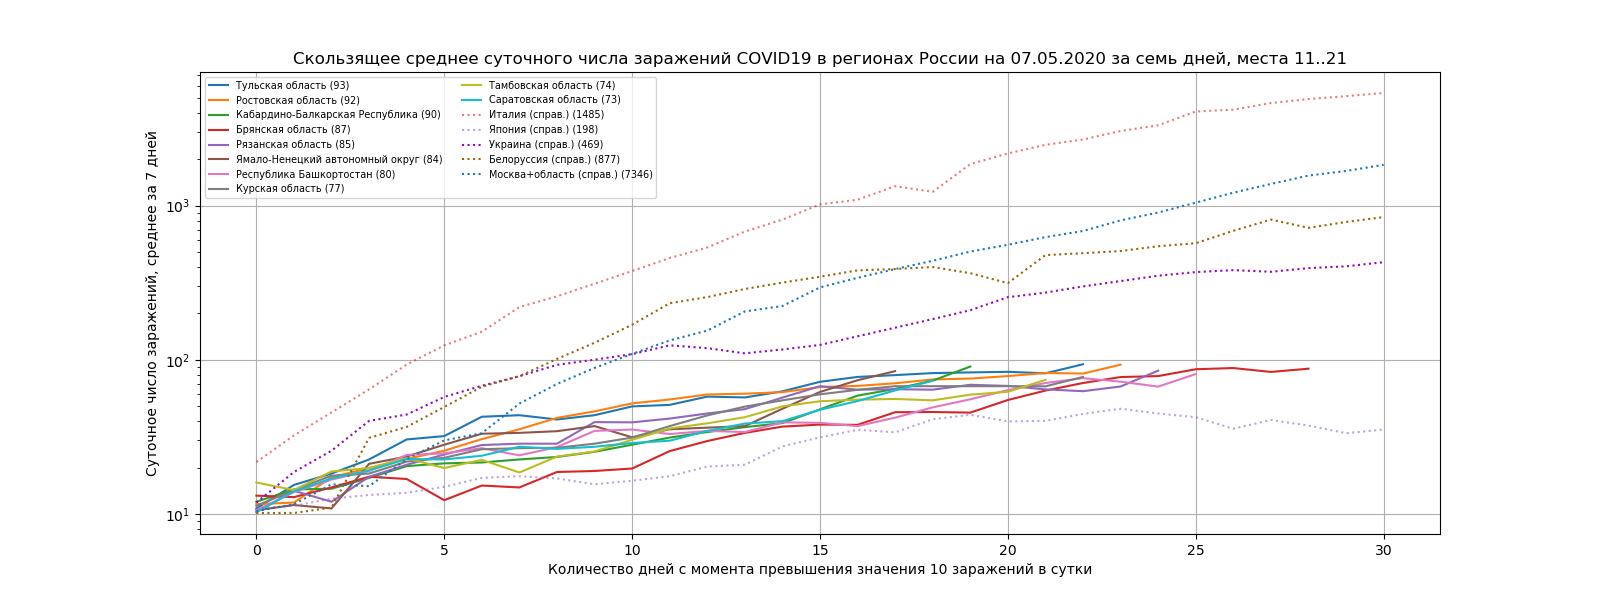 Скользящее среднее суточного числа заражений COVID19 в регионах России на 07.05.2020 за семь дней, места 11..21
Тульская область (93)
Ростовская область (92)
Кабардино-Балкарская Республика (90)
Брянская область (87)
Рязанская область (85)
Ямало-Ненецкий автономный округ (84)
Республика Башкортостан (80)
Курская область (77)
Тамбовская область (74)
Саратовская область (73)
Италия (справ.) (1485)
Япония (справ.) (198)
Украина (справ.) (469)
Белоруссия (справ.) (877)
Москва+область (справ.) (7346)
Суточное число заражений, среднее за 7 дней
10³
10²
10¹
0 5 10 15 20 25 30
Количество дней с момента превышения значения 10 заражений в сутки